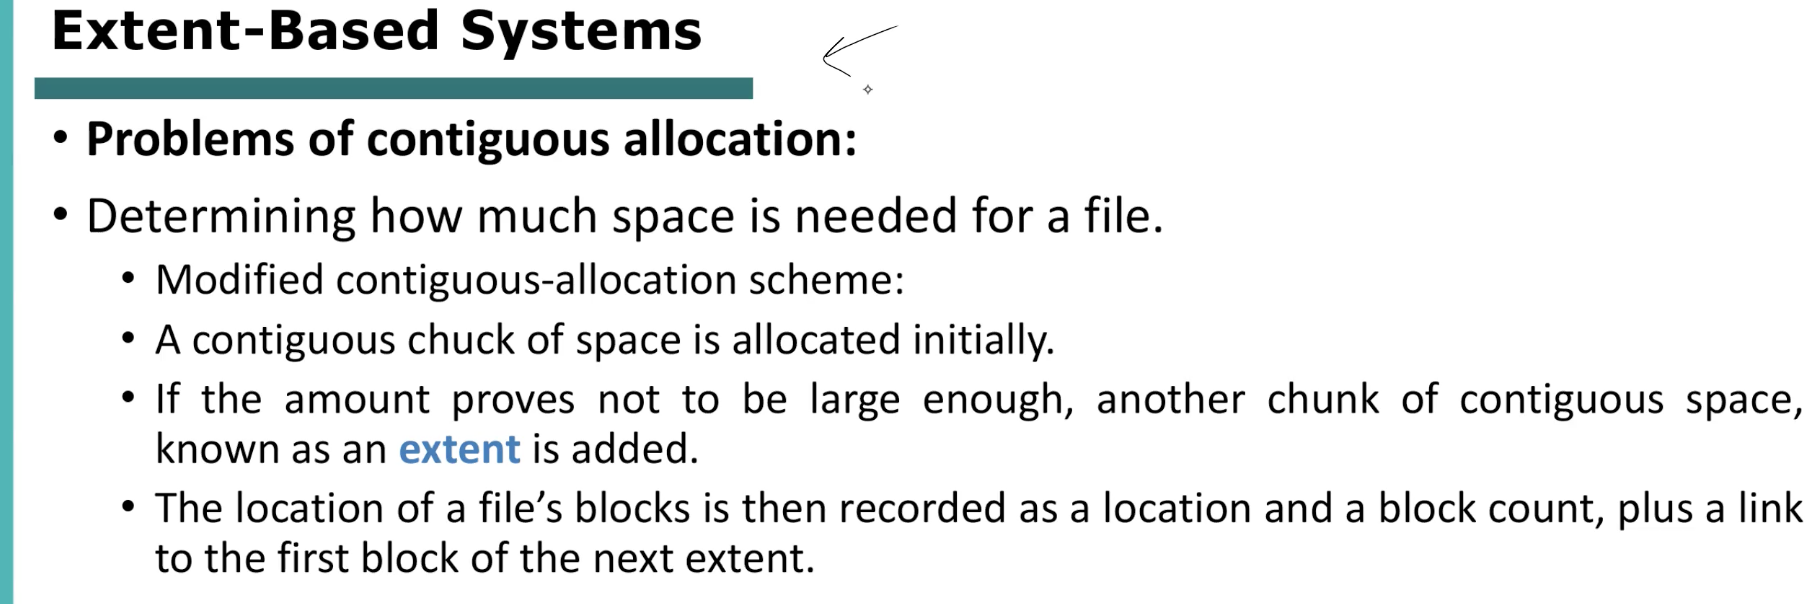 Extent-Based Systems
• Problems of contiguous allocation:
• Determining how much space is needed for a file.
• Modified contiguous-allocation scheme:
• A contiguous chuck of space is allocated initially.
• If the amount proves not to be large enough, another chunk of contiguous space,
known as an extent is added.
• The location of a file’s blocks is then recorded as a location and a block count, plus a link
to the first block of the next extent.